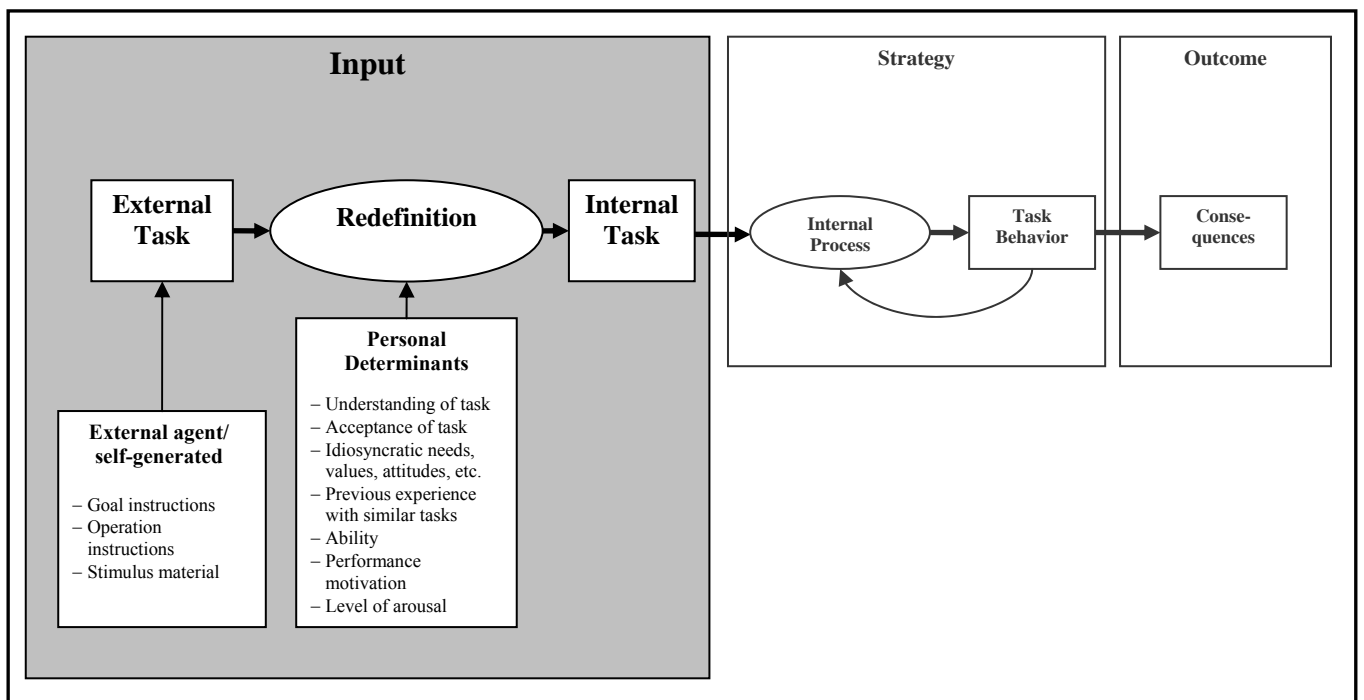 Input
External
Task
Redefinition
Internal
Task
External agent/
self-generated
– Goal instructions
– Operation
instructions
– Stimulus material
Personal
Determinants
– Understanding of task
– Acceptance of task
– Idiosyncratic needs,
values, attitudes, etc.
– Previous experience
with similar tasks
– Ability
– Performance
motivation
– Level of arousal
Strategy
Internal
Process
Task
Behavior
Outcome
Conse-
quences